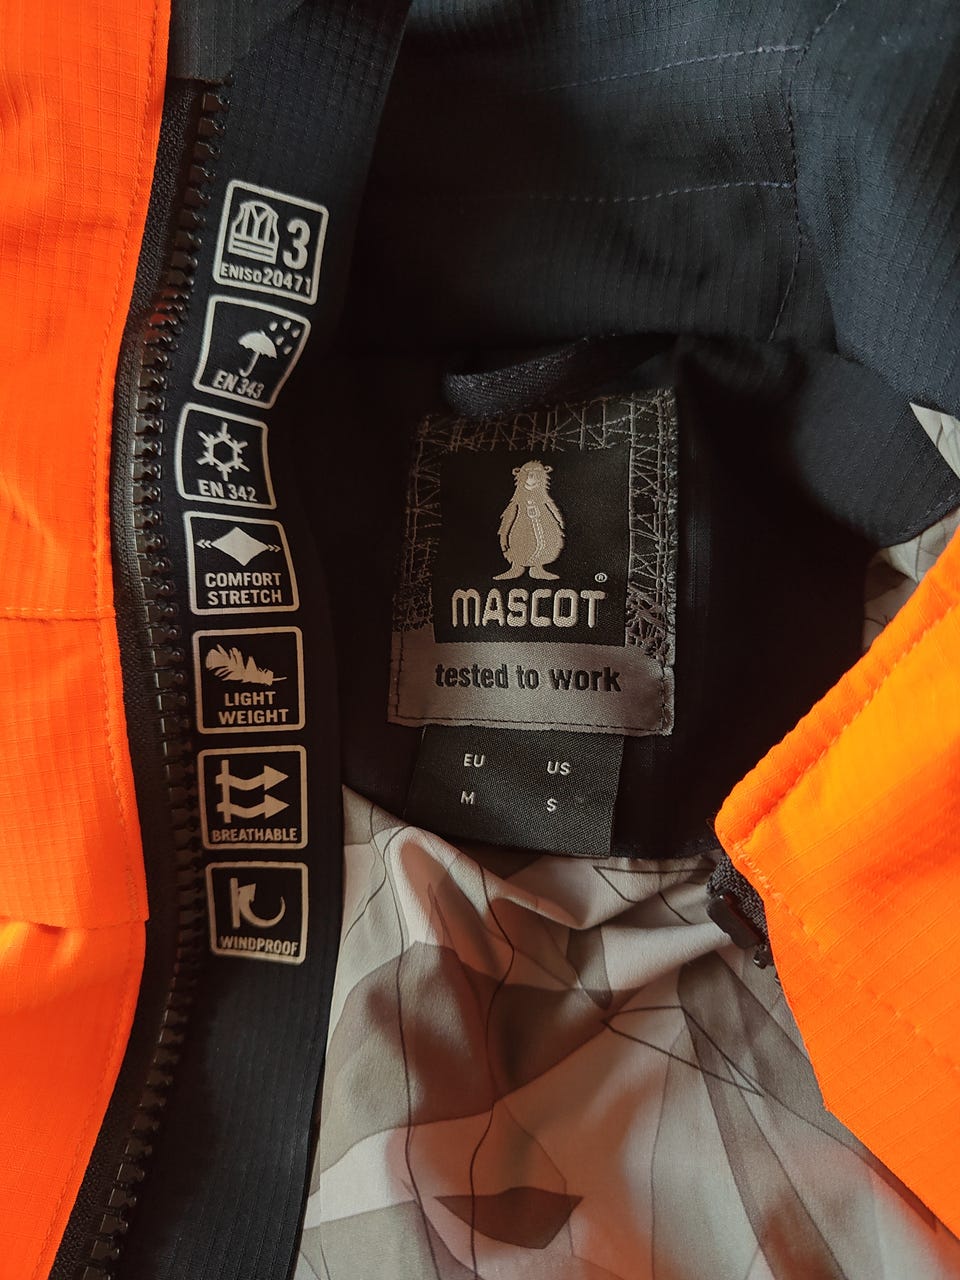 3
ENISO20471
EN 343
EN 342
COMFORT
STRETCH
LIGHT
WEIGHT
BREATHABLE
WINDPROOF
®
MASCOT
tested to work
EU US
M S